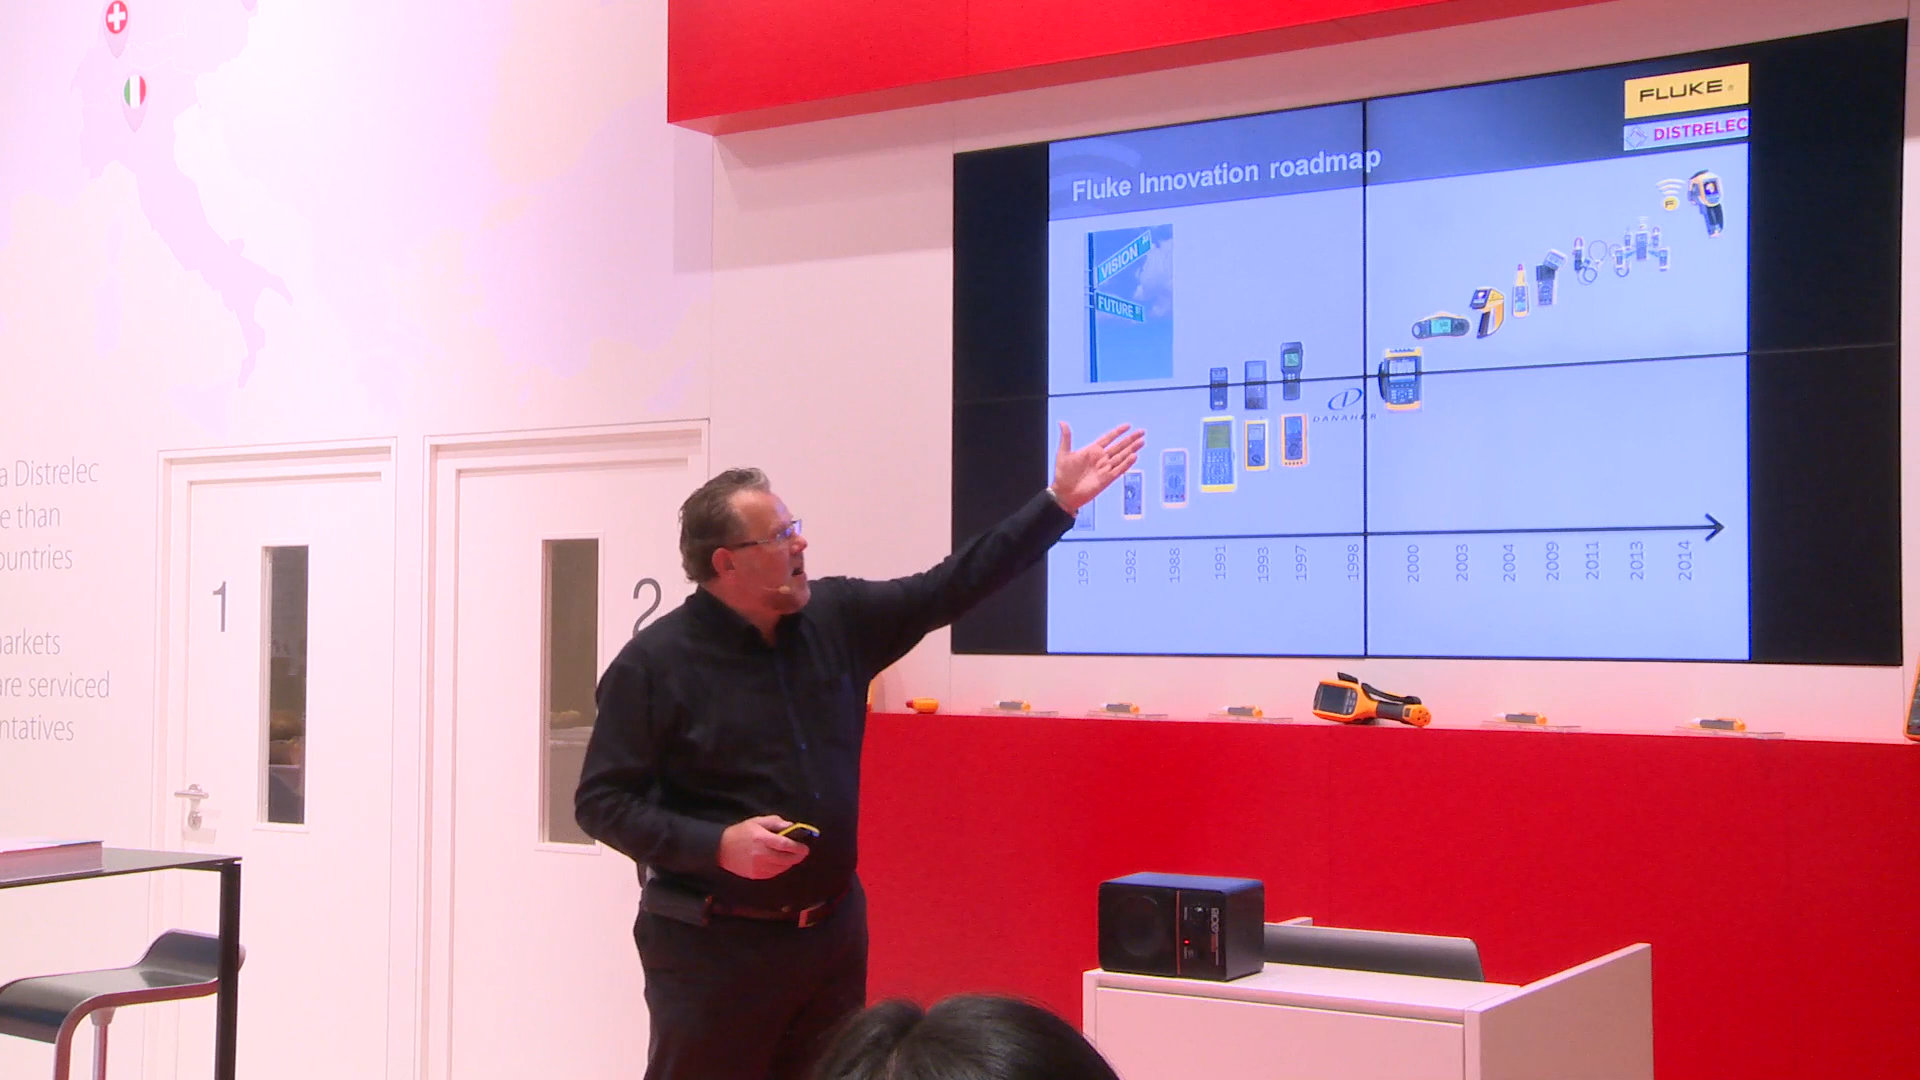 FLUKE
DISTRELEC
Fluke Innovation roadmap
VISION AV
FUTURE
DANAHER
1979
1982
1988
1991
1993
1997
1998
2000
2003
2004
2009
2011
2013
2014
a Distrelec
e than
ountries
arkets
are serviced
ntatives
1
2